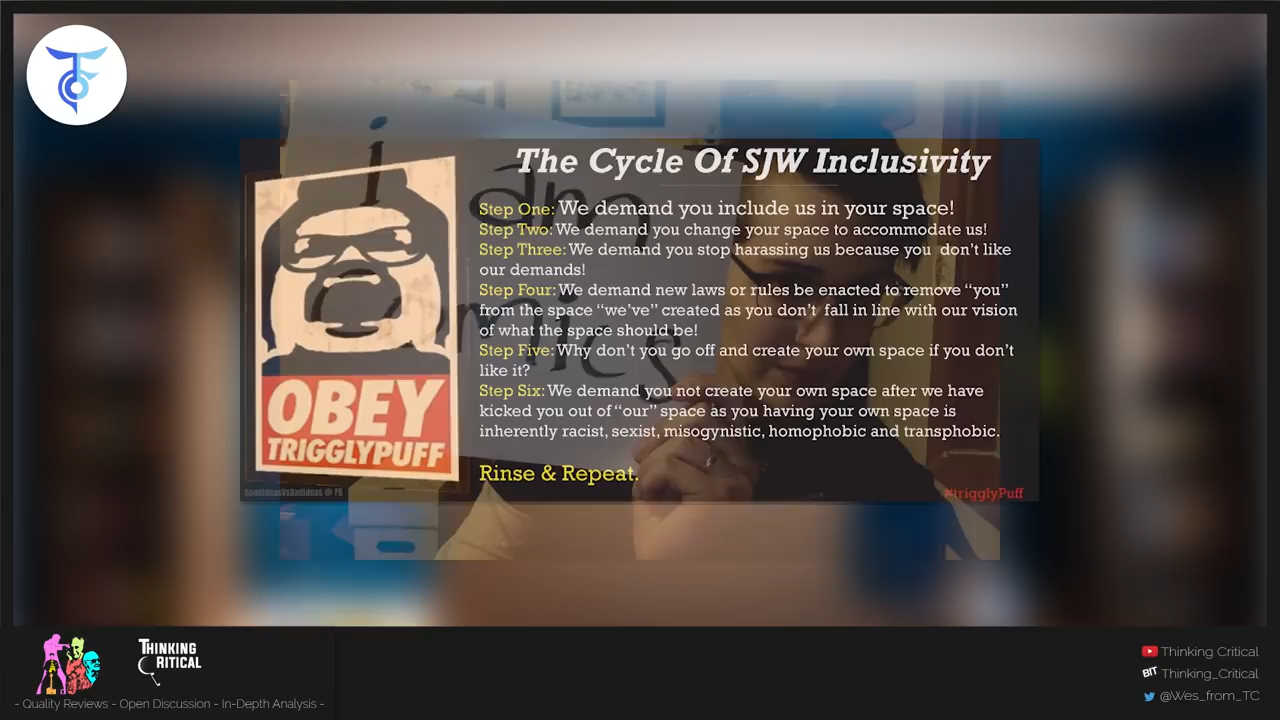 The Cycle Of SJW Inclusivity
Step One: We demand you include us in your space!
Step Two: We demand you change your space to accommodate us!
Step Three: We demand you stop harassing us because you don't like
our demands!
Step Four: We demand new laws or rules be enacted to remove “you”
from the space “we've” created as you don't fall in line with our vision
of what the space should be!
Step Five: Why don't you go off and create your own space if you don't
like it?
Step Six: We demand you not create your own space after we have
kicked you out of “our” space as you having your own space is
inherently racist, sexist, misogynistic, homophobic and transphobic.
Rinse & Repeat.
OBEY
TRIGGLYPUFF
GoodIdeasVsBadIdeas @ FB
#trigglyPuff
i
am
comics
THINKING
CRITICAL
- Quality Reviews - Open Discussion - In-Depth Analysis -
Thinking Critical
BIT Thinking_Critical
@Wes_from_TC